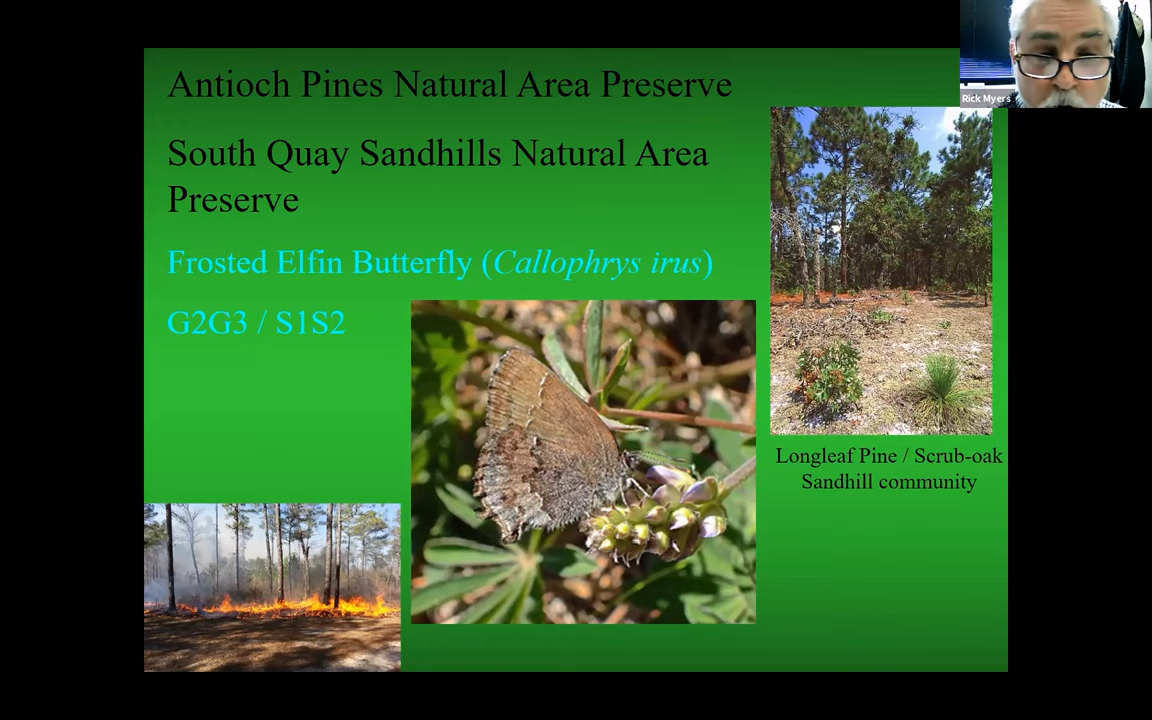 Antioch Pines Natural Area Preserve
South Quay Sandhills Natural Area
Preserve
Frosted Elfin Butterfly (Callophrys irus)
G2G3 / S1S2
Longleaf Pine / Scrub-oak
Sandhill community
Rick Myers